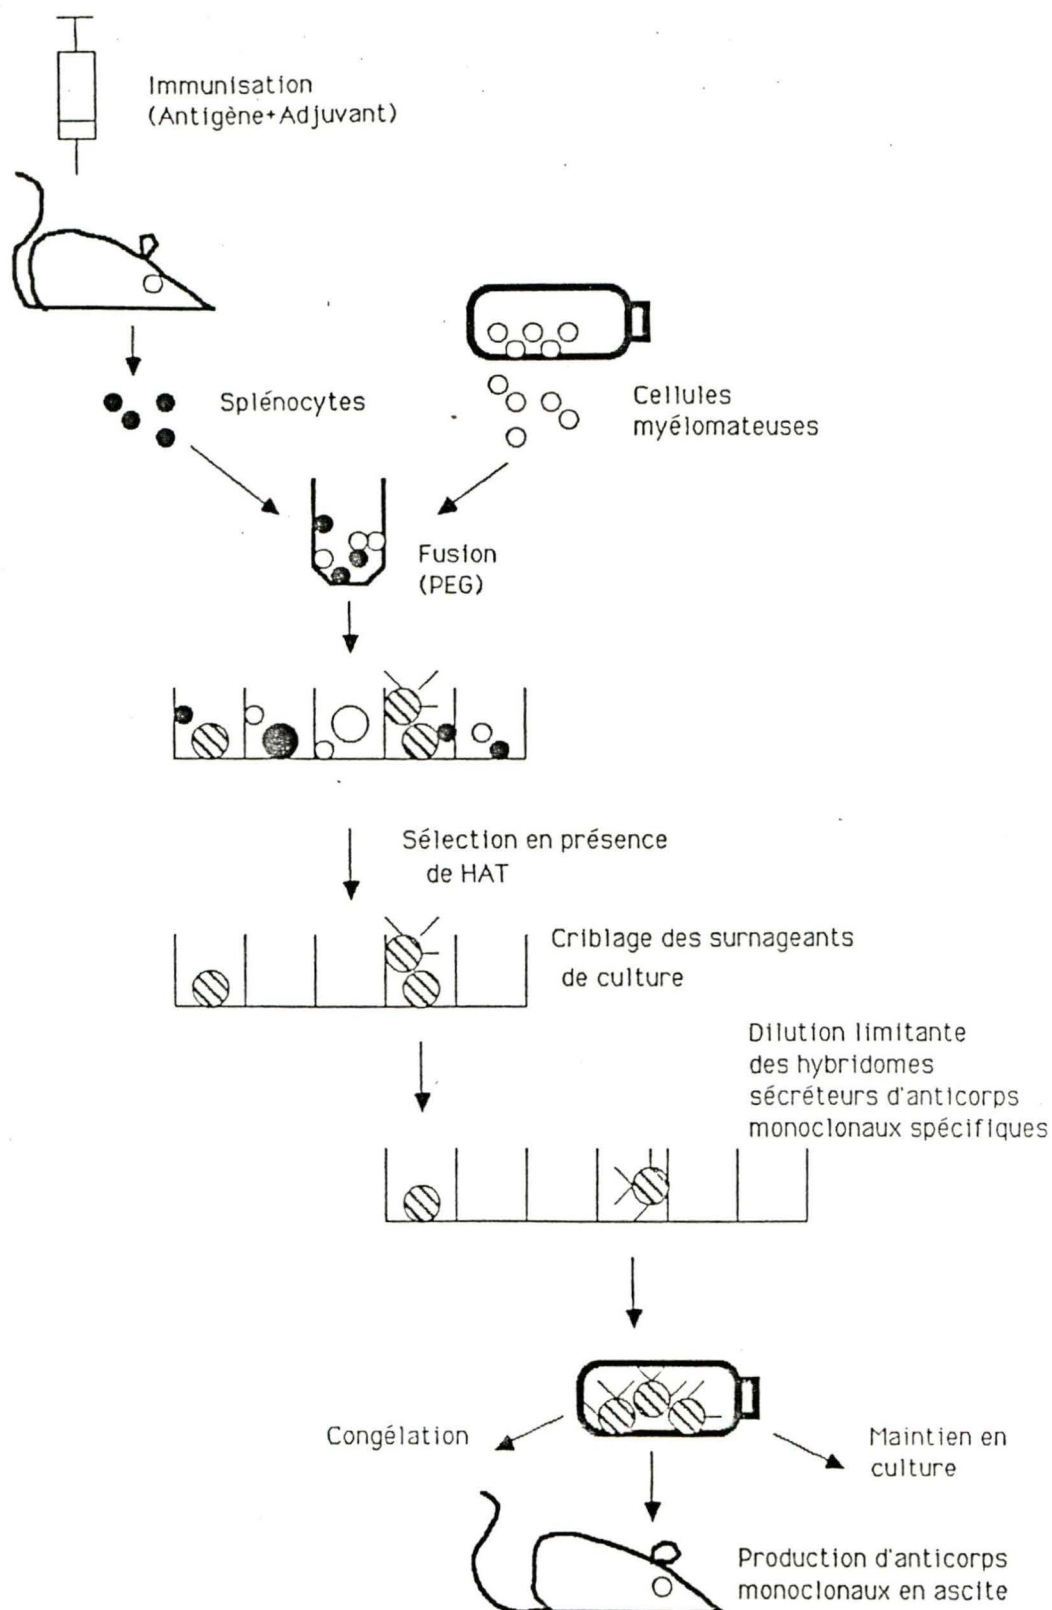 Immunisation
(Antigène+Adjuvant)
Splénocytes
Cellules
myélomateuses
Fusion
(PEG)
Sélection en présence
de HAT
Criblage des surnageants
de culture
Dilution limitante
des hybridomes
sécréteurs d'anticorps
monoclonaux spécifiques
Congélation
Maintien en
culture
Production d'anticorps
monoclonaux en ascite